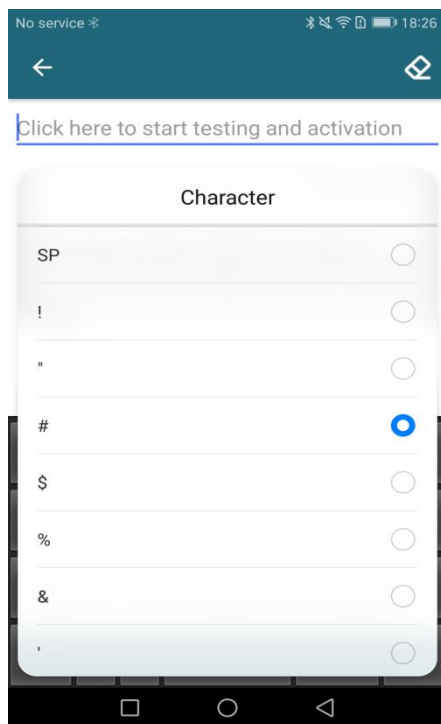 No service 18:26
Click here to start testing and activation
Character
SP
!
"
#
$
%
&
'